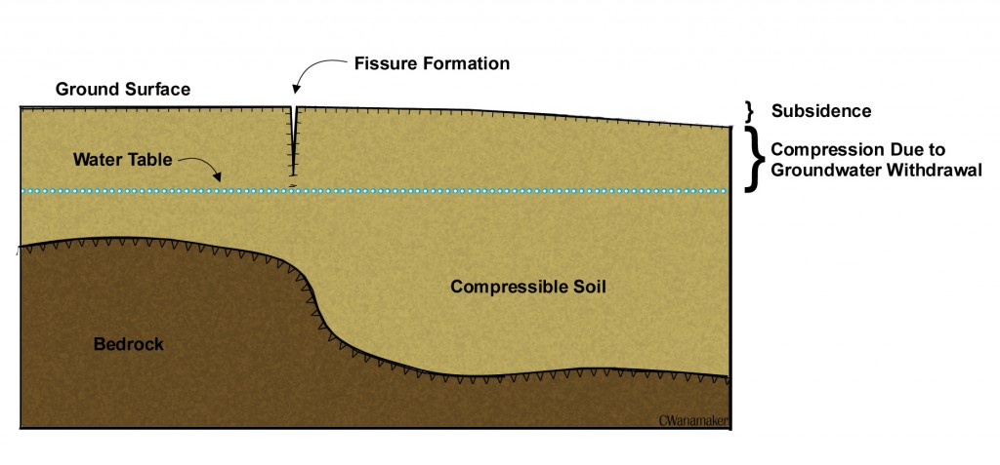 Fissure Formation
Ground Surface
Subsidence
Water Table
Compression Due to
Groundwater Withdrawal
Compressible Soil
Bedrock
CWanamaker